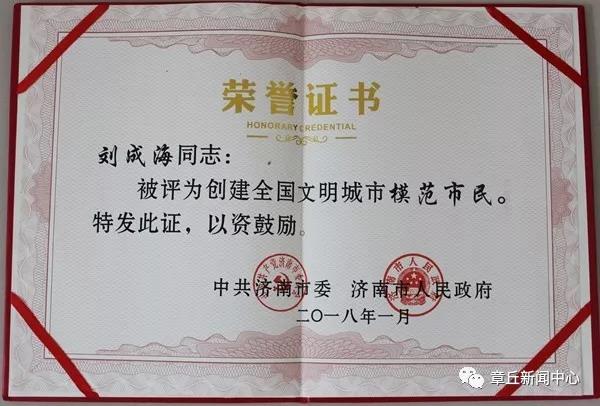 荣誉证书
HONORARY CREDENTIAL
刘成海同志：
被评为创建全国文明城市模范市民。
特发此证，以资鼓励。
中共济南市委 济南市人民政府
二〇一八年一月
章丘新闻中心